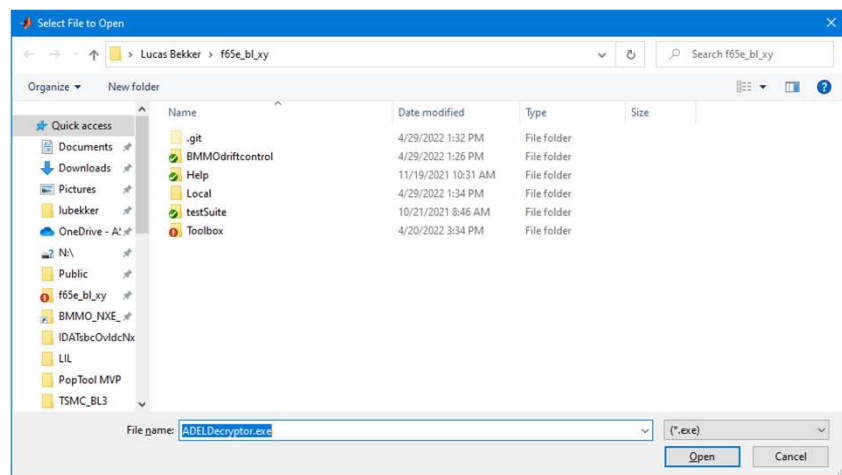 Select File to Open
Lucas Bekker > f65e_bl_xy
Search f65e_bl_xy
Organize
New folder
Name Date modified Type Size
Quick access
Documents
Downloads
Pictures
lubekker
OneDrive - A
N:\
Public
f65e_bl_xy
BMMO_NXE_
IDATsbcOvldcNx
LIL
PopTool MVP
TSMC_BL3
.git 4/29/2022 1:32 PM File folder
BMMOdriftcontrol 4/29/2022 1:26 PM File folder
Help 11/19/2021 10:31 AM File folder
Local 4/29/2022 1:34 PM File folder
testSuite 10/21/2021 8:46 AM File folder
Toolbox 4/20/2022 3:34 PM File folder
File name: ADELDecryptor.exe
(*.exe)
Open Cancel